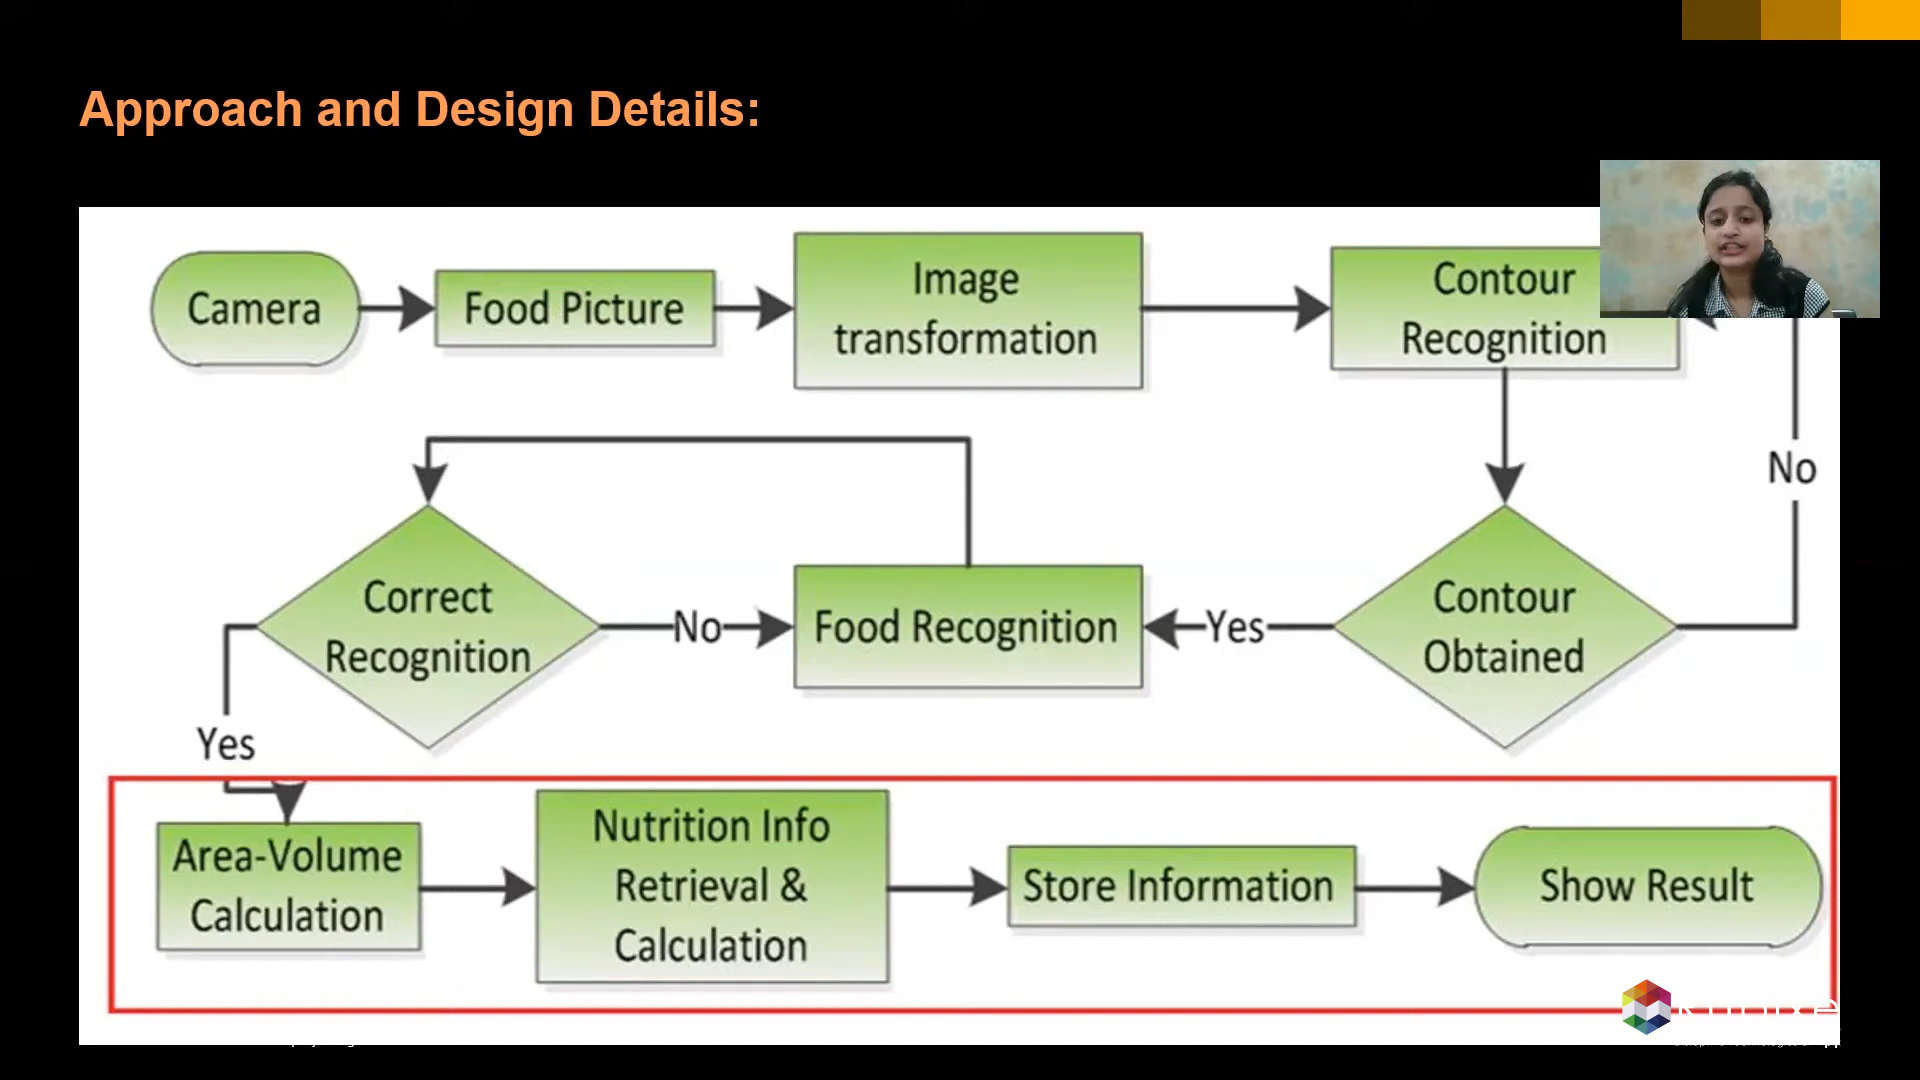 Approach and Design Details:
Camera
Food Picture
Image
transformation
Contour
Recognition
No
Correct
Recognition
No
Food Recognition
Yes
Contour
Obtained
Yes
Area-Volume
Calculation
Nutrition Info
Retrieval &
Calculation
Store Information
Show Result